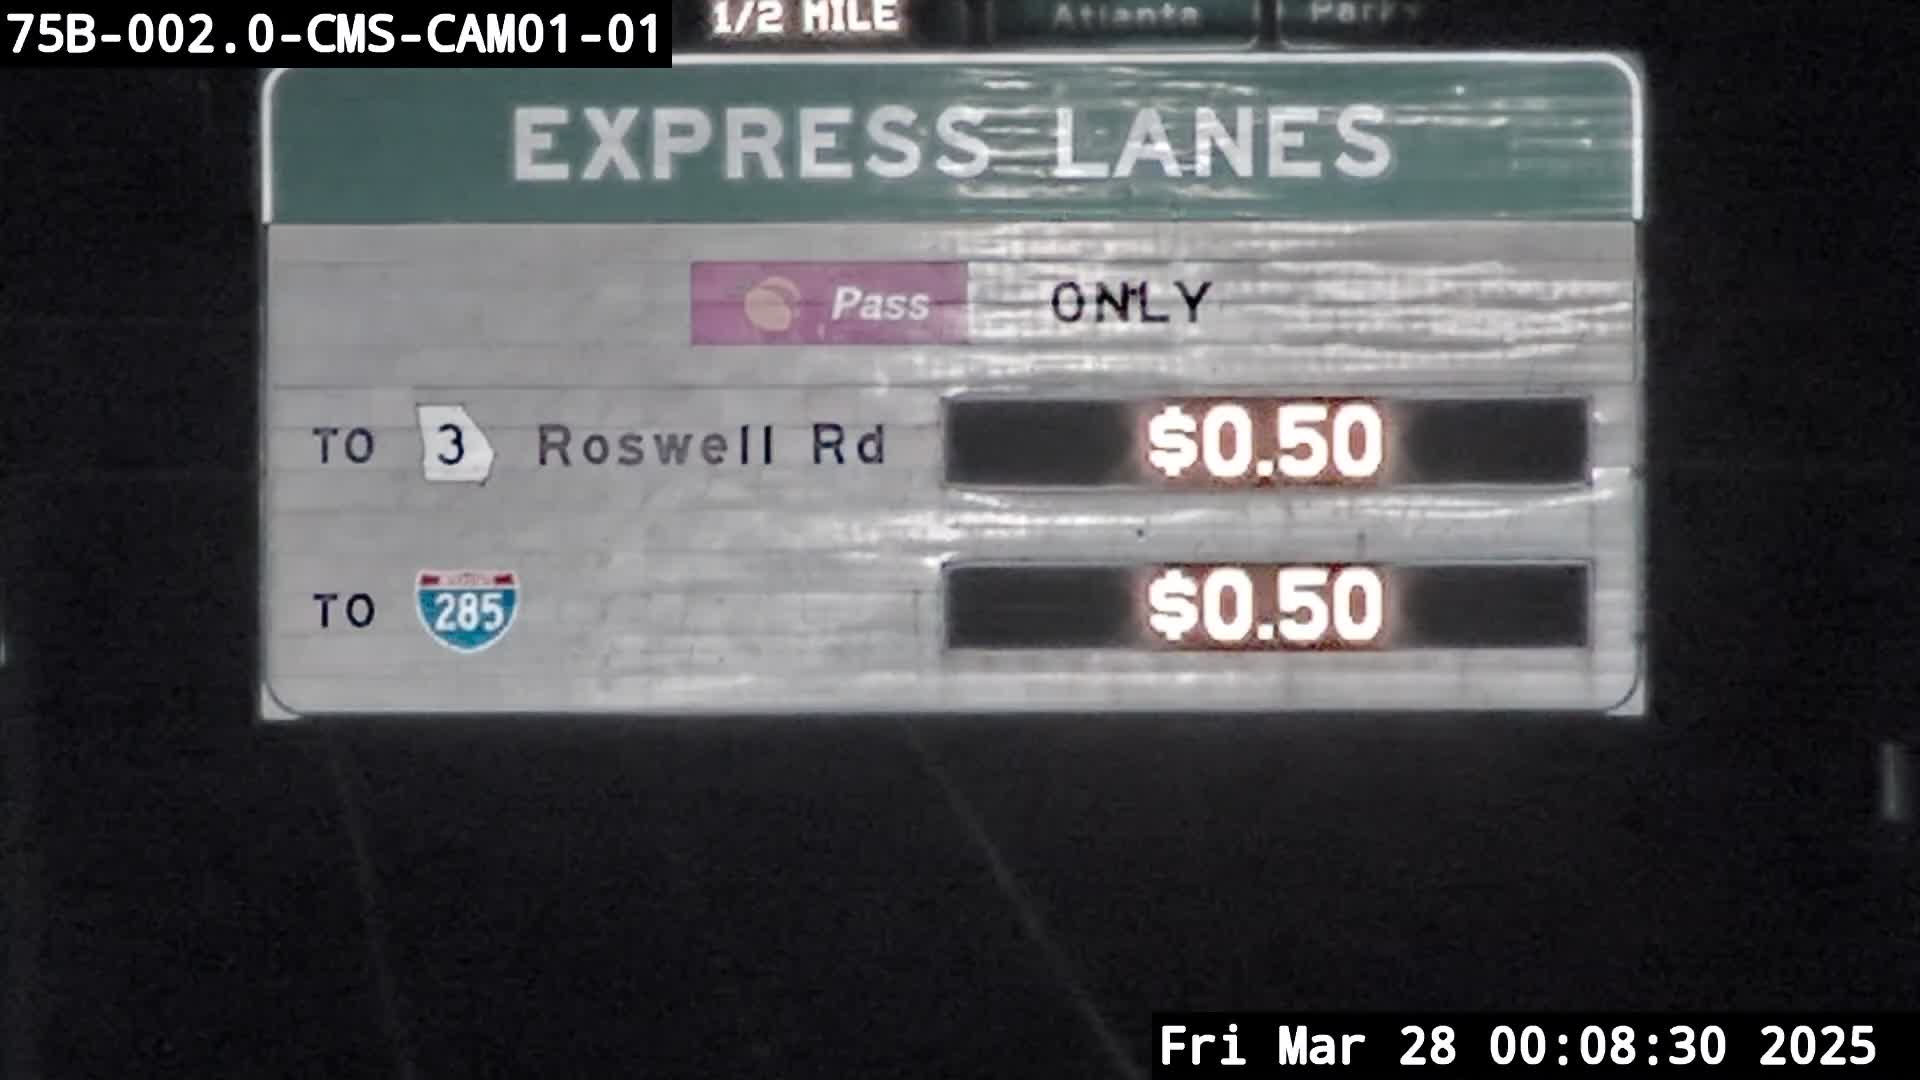 75B-002.0-CMS-CAM01-01
1/2 MILE
Atlanta
EXPRESS LANES
Pass ONLY
TO 3 Roswell Rd $0.50
TO 285 $0.50
Fri Mar 28 00:08:30 2025